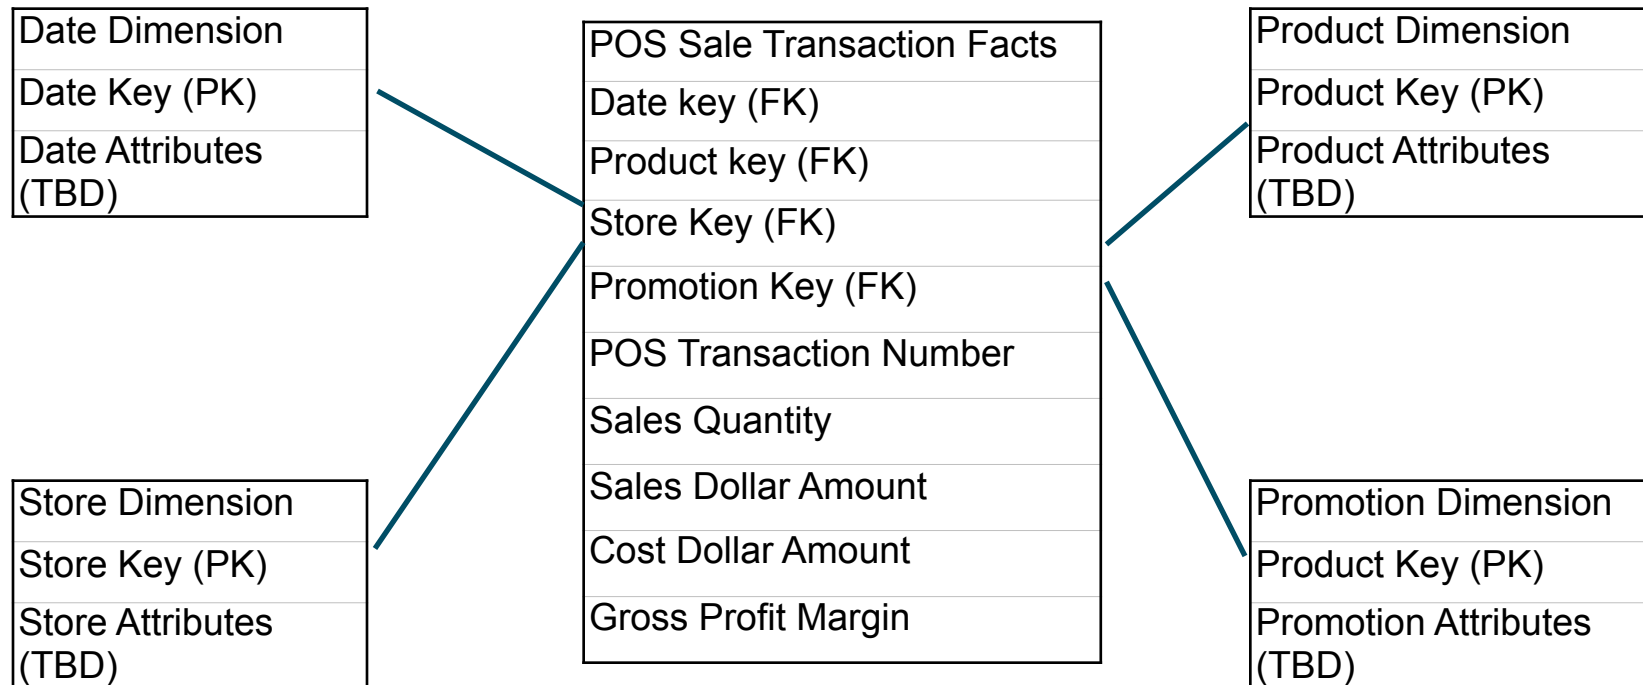 Date Dimension
Date Key (PK)
Date Attributes
(TBD)
Store Dimension
Store Key (PK)
Store Attributes
(TBD)
POS Sale Transaction Facts
Date key (FK)
Product key (FK)
Store Key (FK)
Promotion Key (FK)
POS Transaction Number
Sales Quantity
Sales Dollar Amount
Cost Dollar Amount
Gross Profit Margin
Product Dimension
Product Key (PK)
Product Attributes
(TBD)
Promotion Dimension
Product Key (PK)
Promotion Attributes
(TBD)